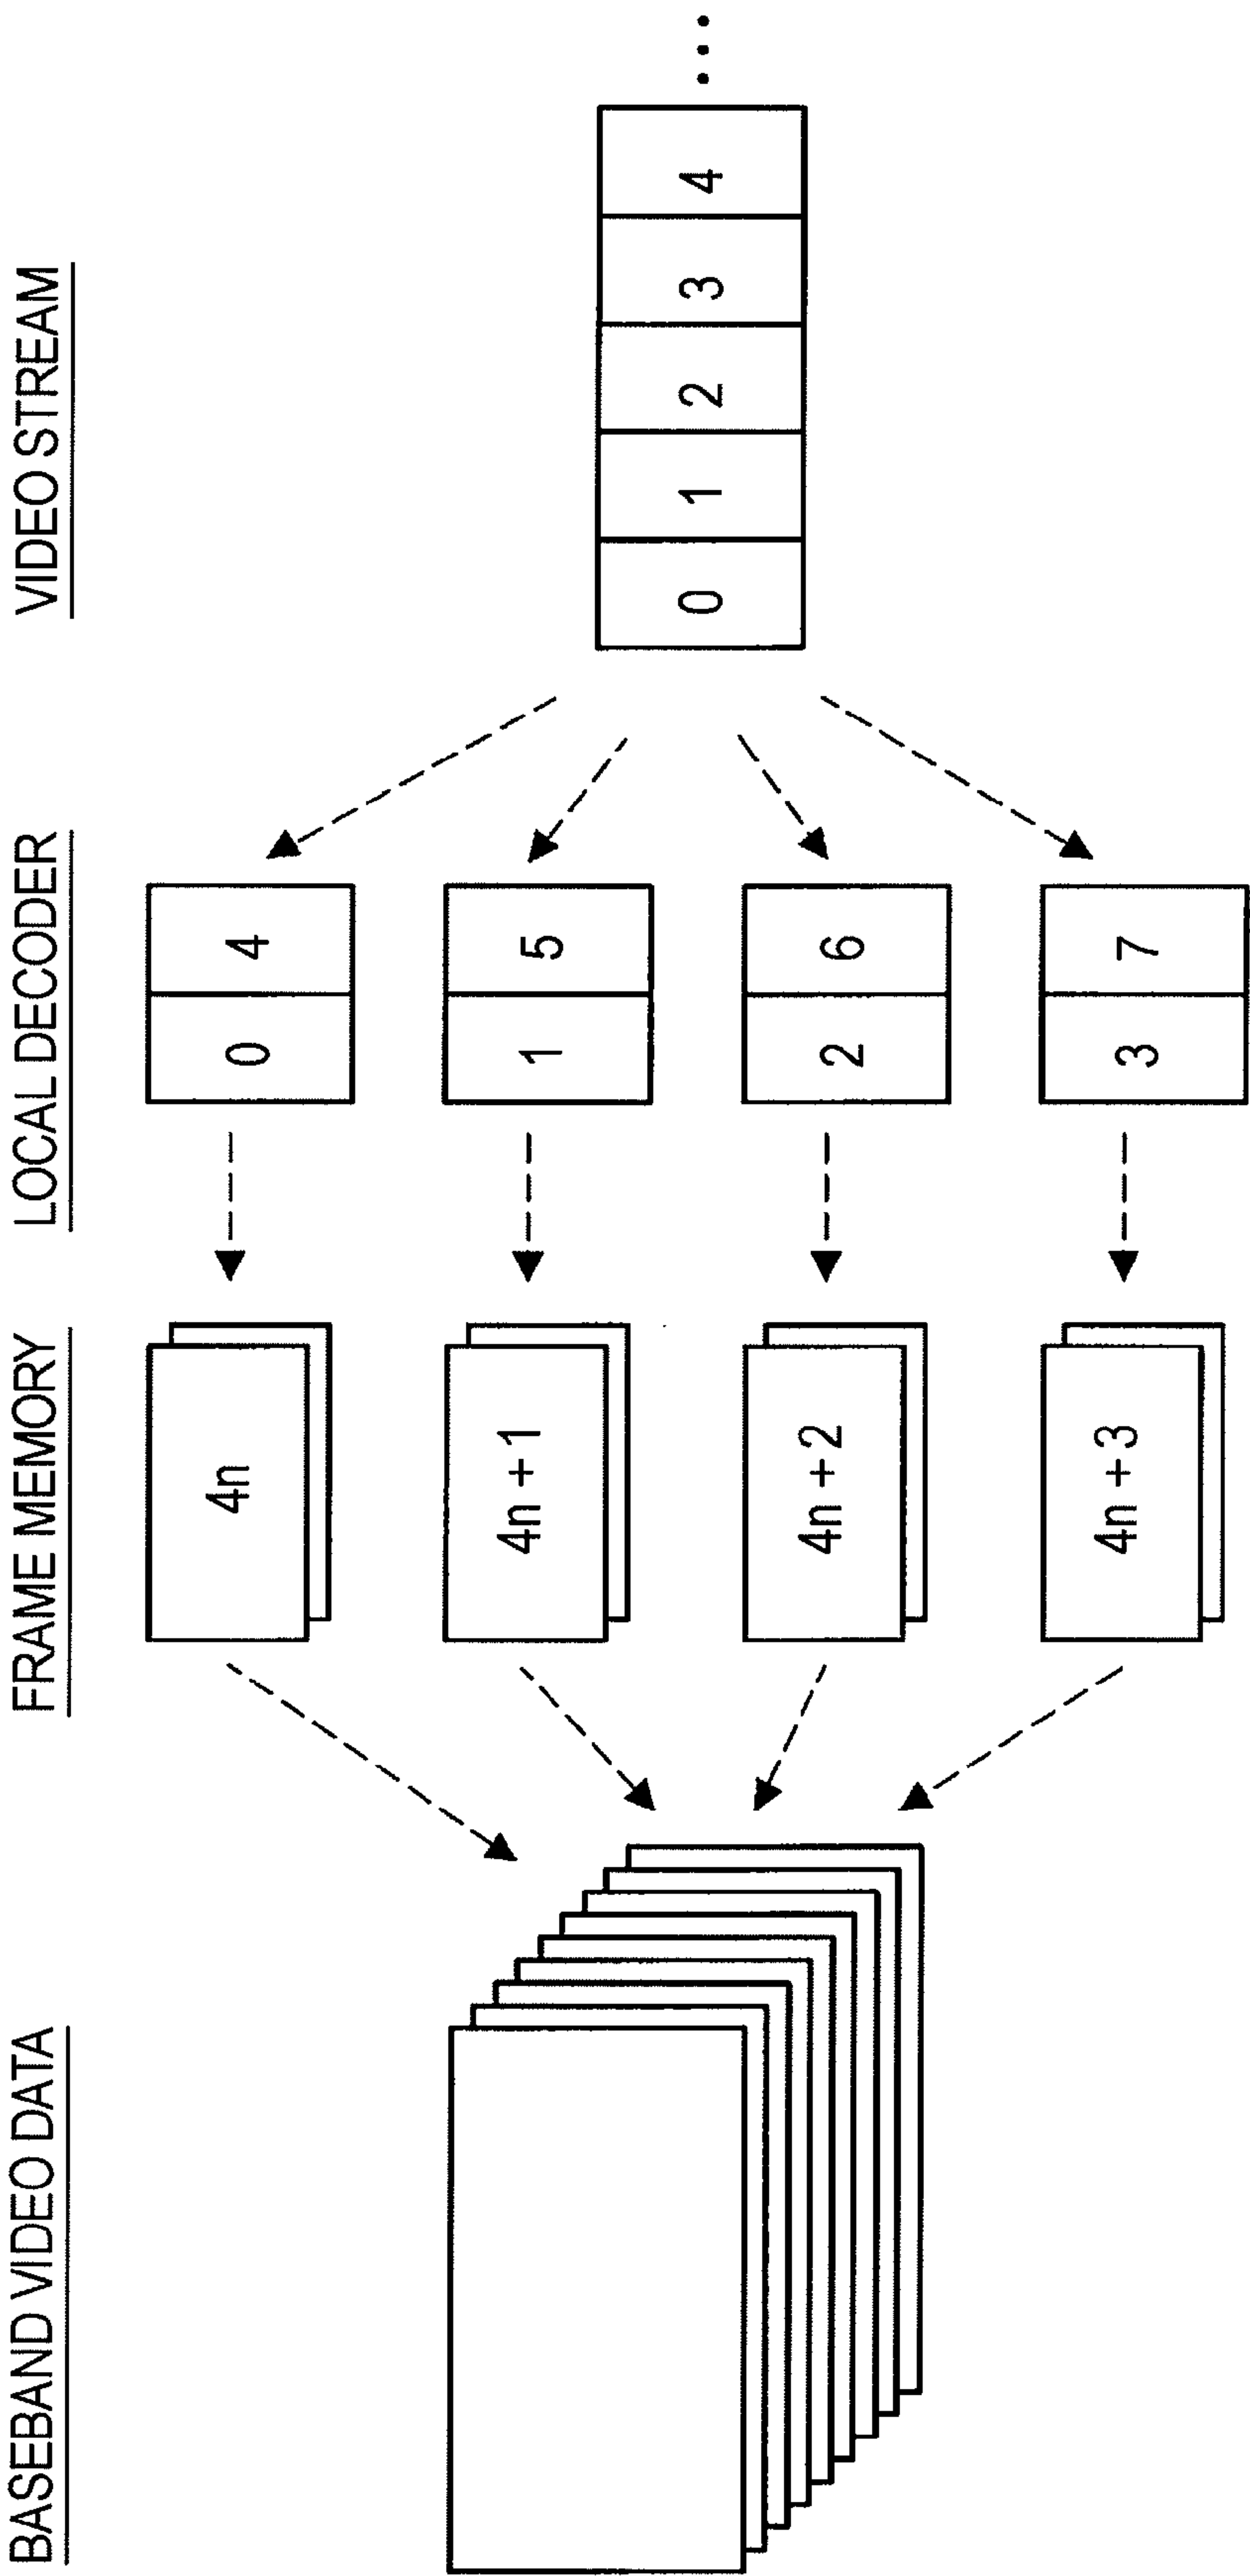 BASEBAND VIDEO DATA
FRAME MEMORY
LOCAL DECODER
VIDEO STREAM
4n
0 4
4n + 1
1 5
0 1 2 3 4 ...
4n + 2
2 6
4n + 3
3 7